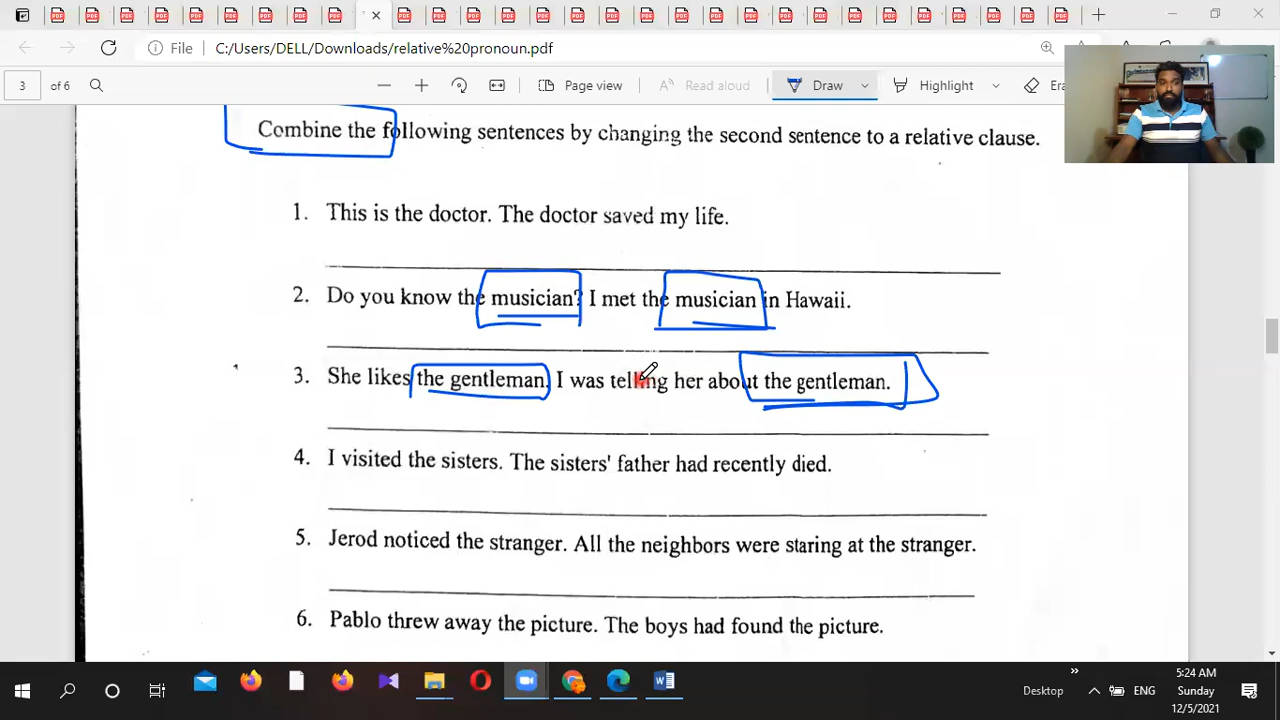 File C:/Users/DELL/Downloads/relative%20pronoun.pdf
3 of 6 Page view Read aloud Draw Highlight Era
Combine the following sentences by changing the second sentence to a relative clause.
1. This is the doctor. The doctor saved my life.
2. Do you know the musician? I met the musician in Hawaii.
3. She likes the gentleman. I was telling her about the gentleman.
4. I visited the sisters. The sisters' father had recently died.
5. Jerod noticed the stranger. All the neighbors were staring at the stranger.
6. Pablo threw away the picture. The boys had found the picture.
5:24 AM
Desktop ENG Sunday
12/5/2021